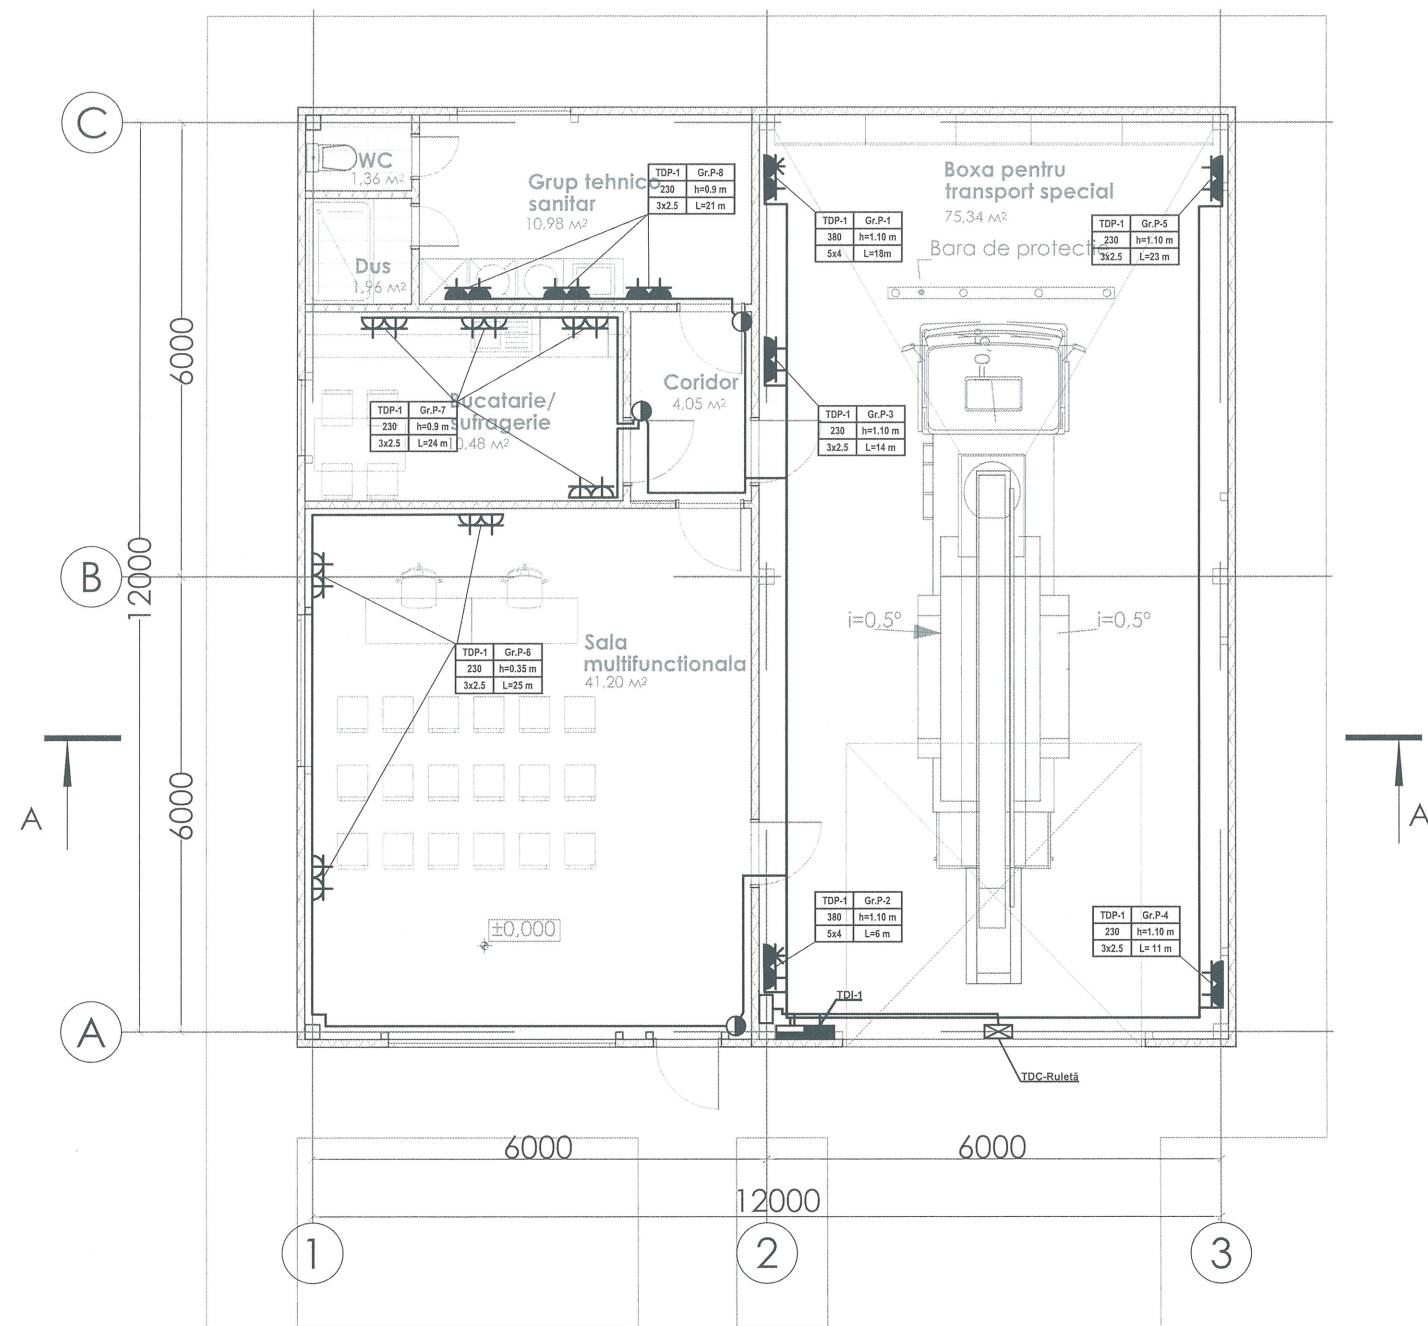 C
WC
1,36 м²
Grup tehnico
sanitar
10,98 м²
TDP-1 Gr.P-8
230 h=0.9 m
3x2.5 L=21 m
Boxa pentru
transport special
75,34 м²
TDP-1 Gr.P-1
380 h=1.10 m
5x4 L=18m
TDP-1 Gr.P-5
230 h=1.10 m
3x2.5 L=23 m
Bara de protectie
Dus
1,96 м²
6000
Coridor
4,05 м²
Bucatarie/
sufragerie
10,48 м²
TDP-1 Gr.P-7
230 h=0.9 m
3x2.5 L=24 m
TDP-1 Gr.P-3
230 h=1.10 m
3x2.5 L=14 m
B
12000
i=0,5°
i=0,5°
Sala
multifunctionala
41,20 м²
TDP-1 Gr.P-6
230 h=0.35 m
3x2.5 L=25 m
6000
A
A
±0,000
TDP-1 Gr.P-2
380 h=1.10 m
5x4 L=6 m
TDP-1 Gr.P-4
230 h=1.10 m
3x2.5 L= 11 m
TDI-1
A
TDC-Ruletă
6000
6000
12000
1
2
3